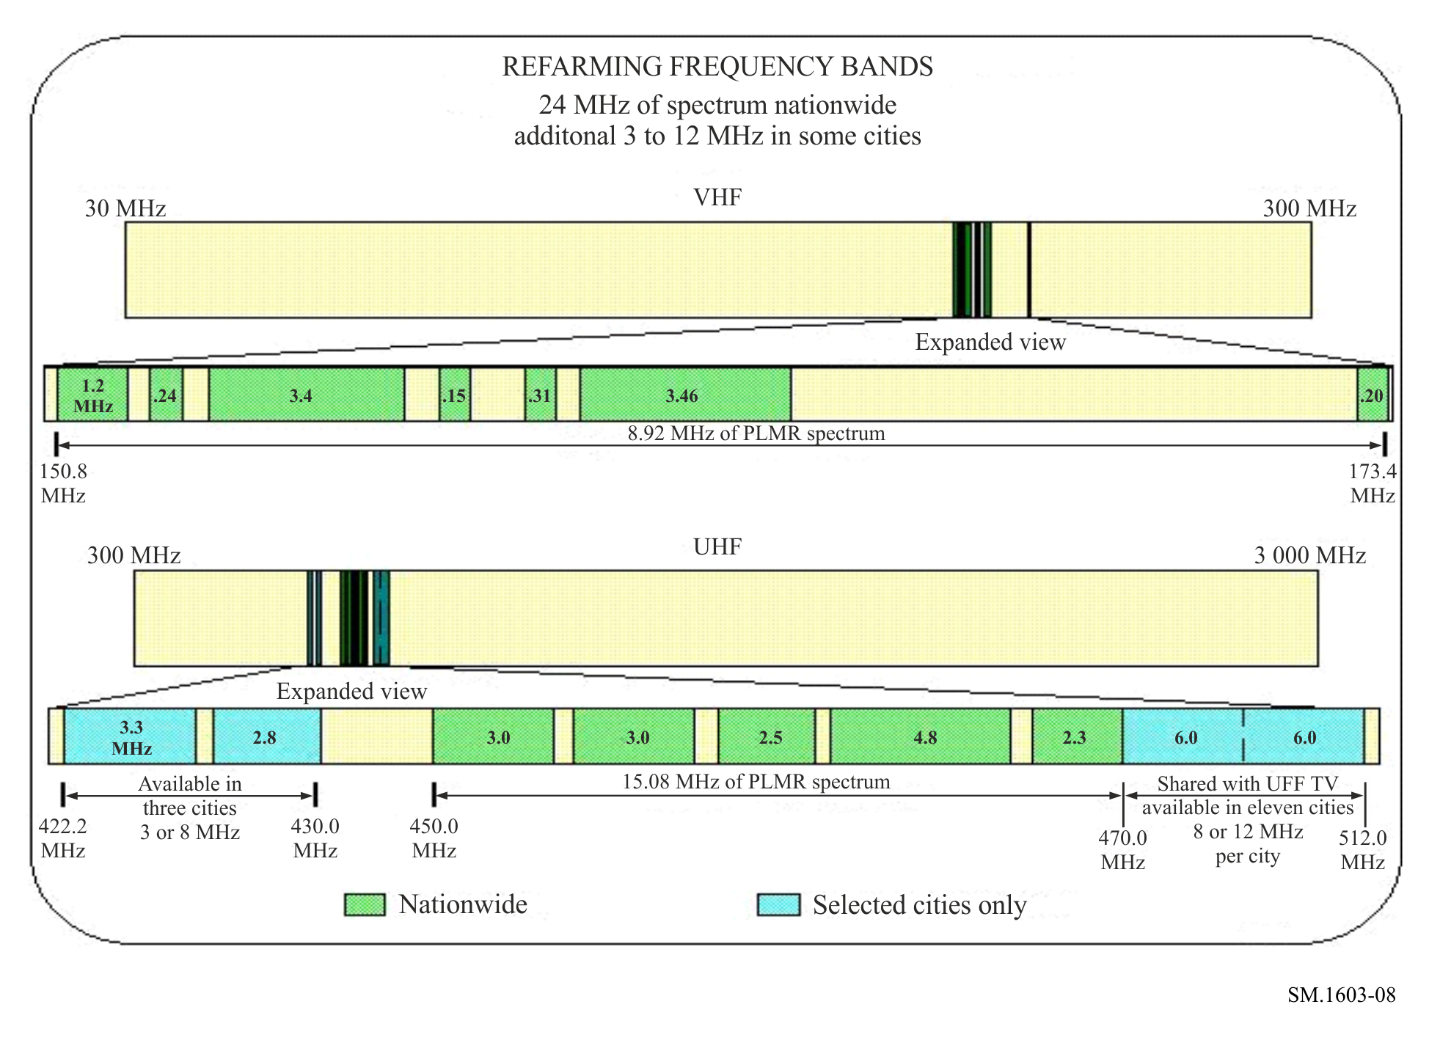 REFARMING FREQUENCY BANDS
24 MHz of spectrum nationwide
additonal 3 to 12 MHz in some cities
VHF
30 MHz
300 MHz
Expanded view
1.2
MHz
.24
3.4
.15
.31
3.46
.20
8.92 MHz of PLMR spectrum
150.8
MHz
173.4
MHz
UHF
300 MHz
3 000 MHz
Expanded view
3.3
MHz
2.8
3.0
3.0
2.5
4.8
2.3
6.0
6.0
Available in
three cities
3 or 8 MHz
15.08 MHz of PLMR spectrum
Shared with UFF TV
available in eleven cities
8 or 12 MHz
per city
422.2
MHz
430.0
MHz
450.0
MHz
470.0
MHz
512.0
MHz
Nationwide
Selected cities only
SM.1603-08